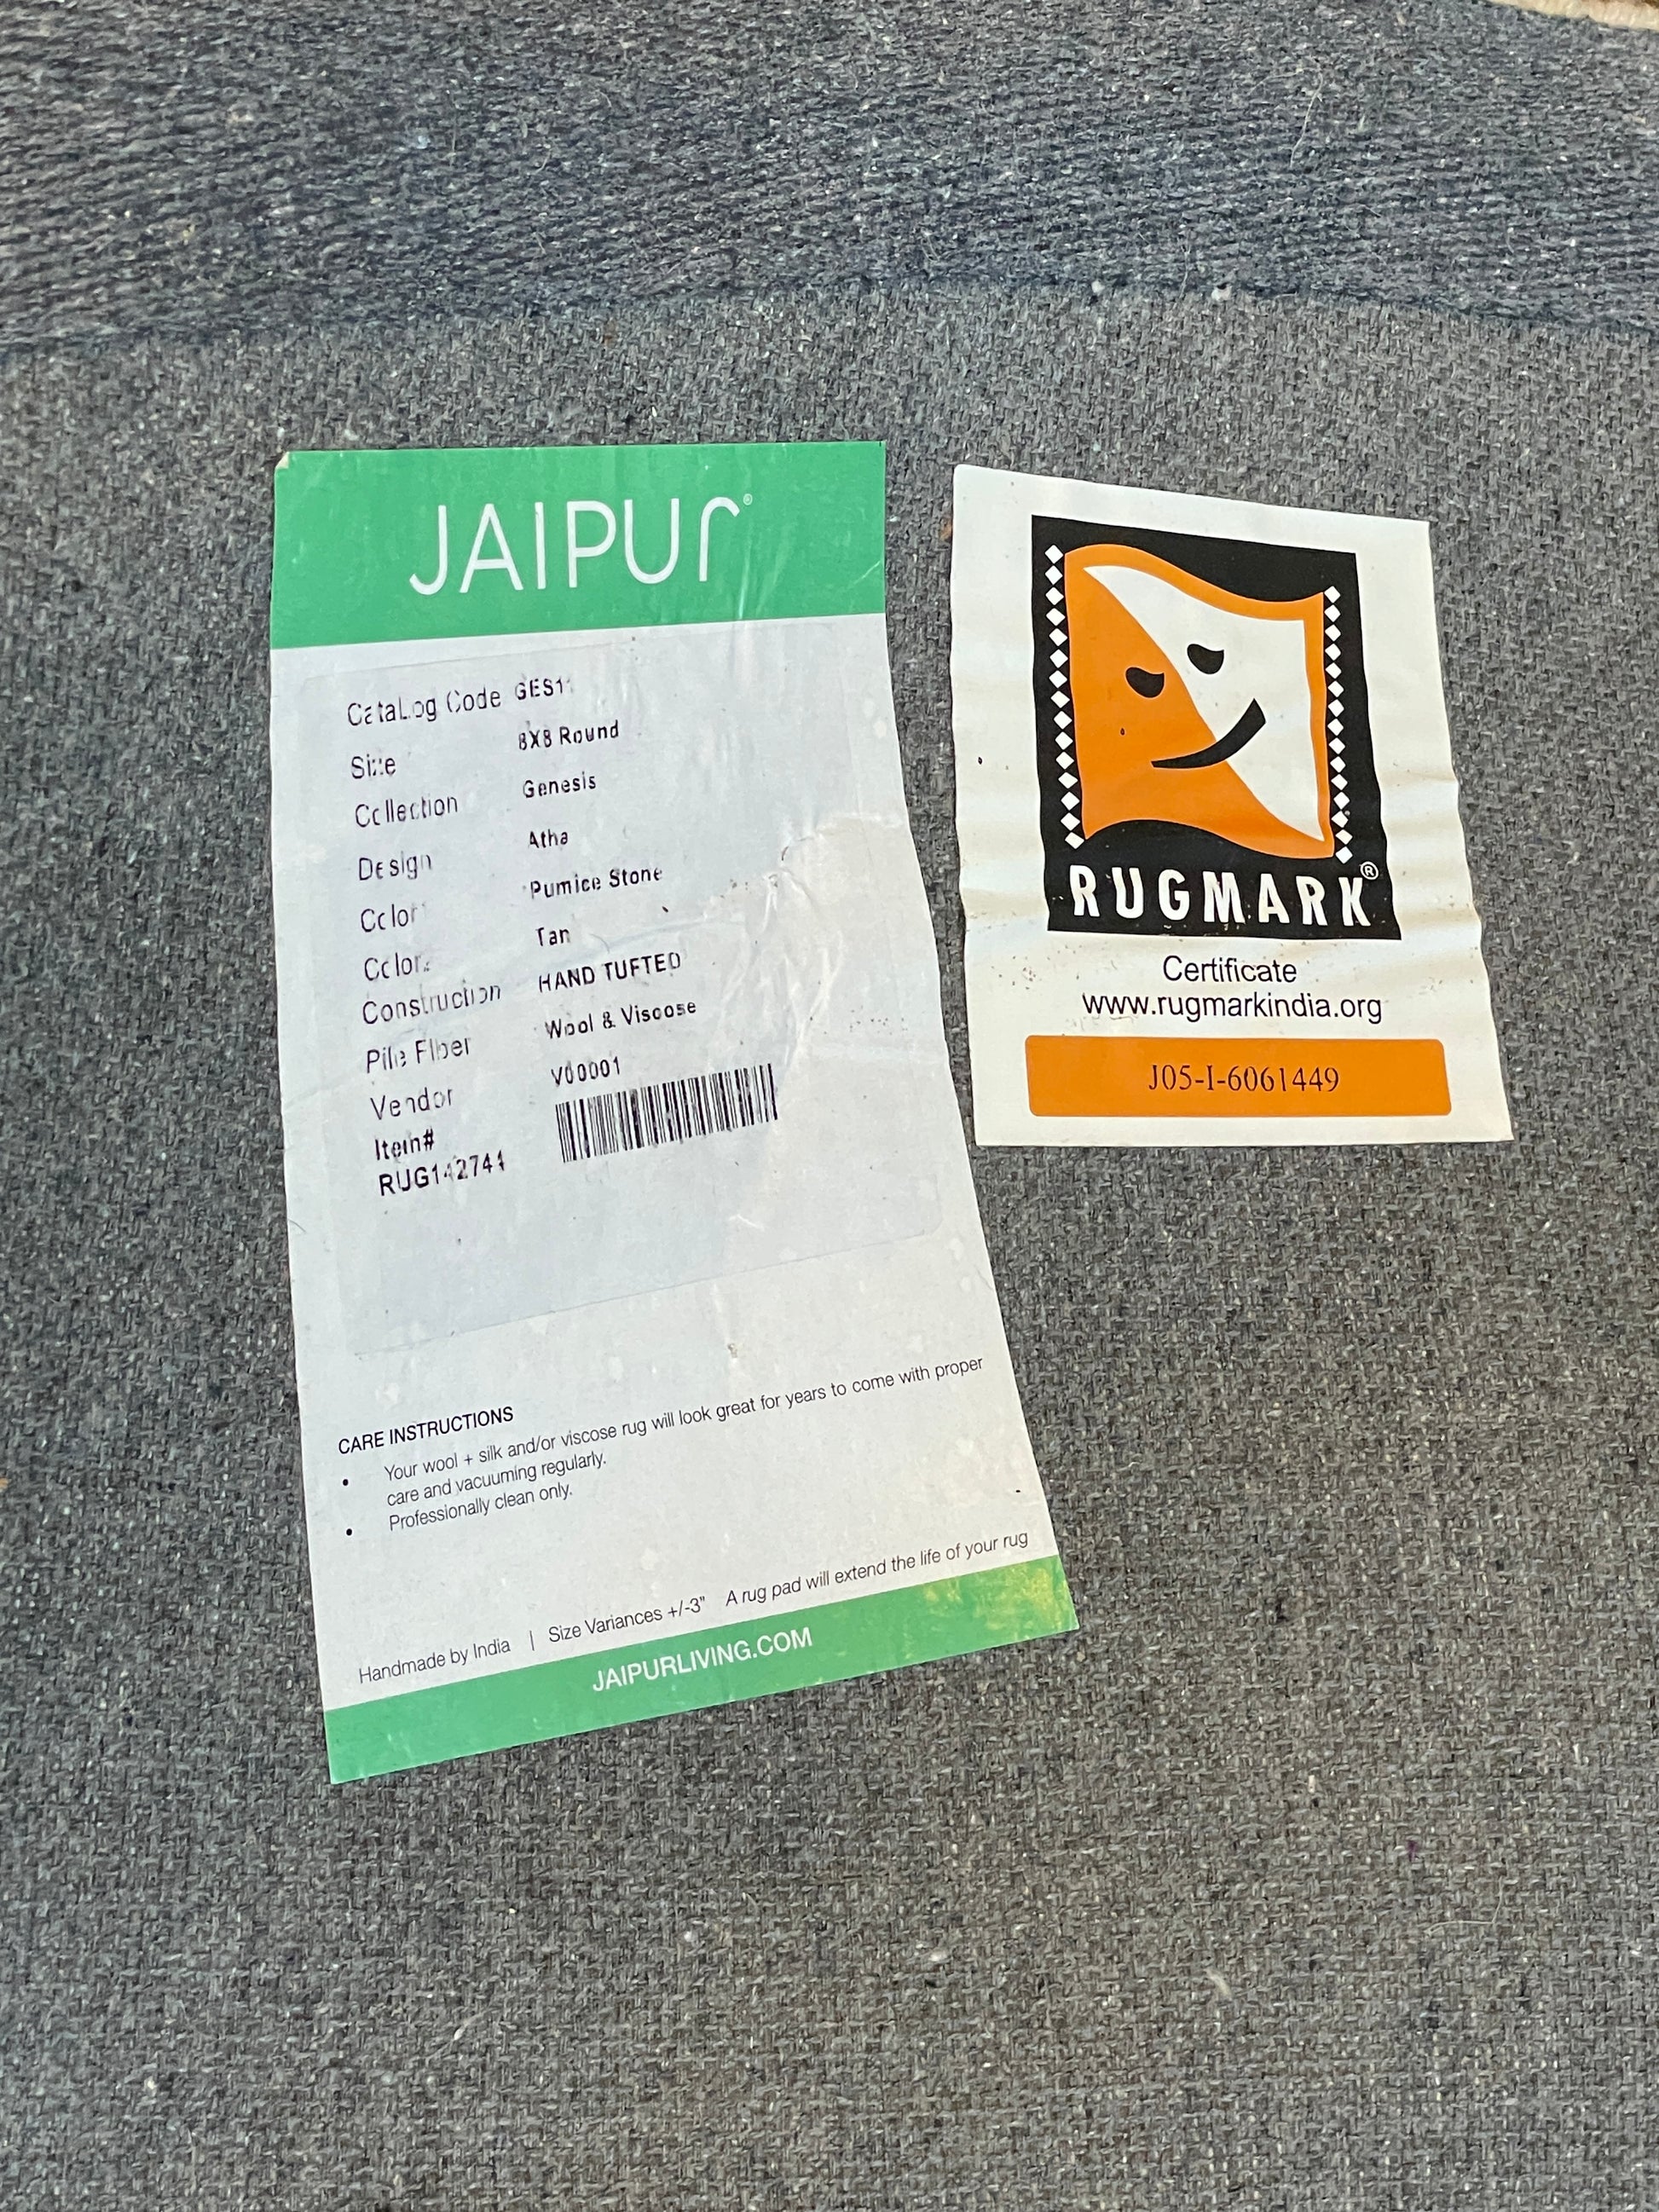 JAIPUR®
CataLog Code GES11
Size 8X8 Round
Collection Genesis
Design Atha
Color Pumice Stone
Color2 Tan
Construction HAND TUFTED
Pile Fiber Wool & Viscose
Vendor V00001
Item#
RUG142744
CARE INSTRUCTIONS
• Your wool + silk and/or viscose rug will look great for years to come with proper
care and vacuuming regularly.
• Professionally clean only.
Handmade by India | Size Variances +/-3" A rug pad will extend the life of your rug
JAIPURLIVING.COM
RUGMARK®
Certificate
www.rugmarkindia.org
J05-I-6061449